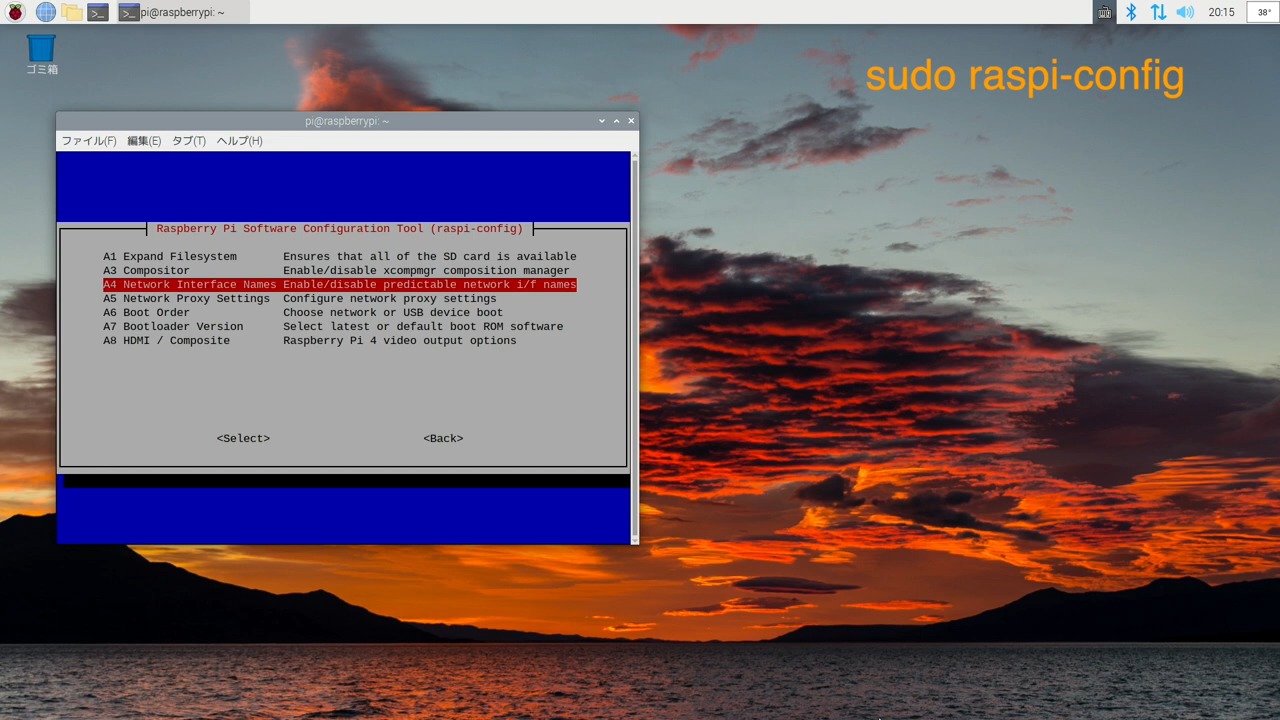 pi@raspberrypi: ~
20:15
38°
ゴミ箱
sudo raspi-config
pi@raspberrypi: ~
ファイル(F) 編集(E) タブ(T) ヘルプ(H)
Raspberry Pi Software Configuration Tool (raspi-config)
A1 Expand Filesystem Ensures that all of the SD card is available
A3 Compositor Enable/disable xcompmgr composition manager
A4 Network Interface Names Enable/disable predictable network i/f names
A5 Network Proxy Settings Configure network proxy settings
A6 Boot Order Choose network or USB device boot
A7 Bootloader Version Select latest or default boot ROM software
A8 HDMI / Composite Raspberry Pi 4 video output options
<Select> <Back>